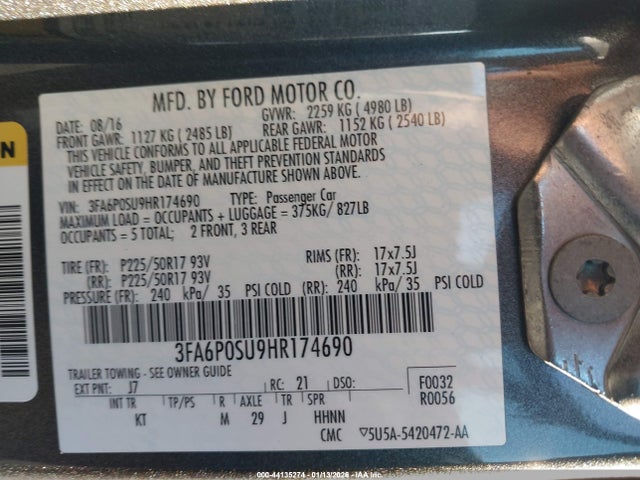 MFD. BY FORD MOTOR CO.
DATE: 08/16 GVWR: 2259 KG ( 4980 LB)
FRONT GAWR: 1127 KG ( 2485 LB) REAR GAWR: 1152 KG ( 2540 LB)
THIS VEHICLE CONFORMS TO ALL APPLICABLE FEDERAL MOTOR
VEHICLE SAFETY, BUMPER, AND THEFT PREVENTION STANDARDS
IN EFFECT ON THE DATE OF MANUFACTURE SHOWN ABOVE.
VIN: 3FA6P0SU9HR174690 TYPE: Passenger Car
MAXIMUM LOAD = OCCUPANTS + LUGGAGE = 375KG/ 827LB
OCCUPANTS = 5 TOTAL; 2 FRONT, 3 REAR
TIRE (FR): P225/50R17 93V RIMS (FR): 17x7.5J
(RR): P225/50R17 93V (RR): 17x7.5J
PRESSURE (FR): 240 kPa/ 35 PSI COLD (RR): 240 kPa/ 35 PSI COLD
3FA6P0SU9HR174690
TRAILER TOWING - SEE OWNER GUIDE
EXT PNT: J7 RC: 21 DSO: F0032
R0056
INT TR TP/PS R AXLE TR SPR
KT M 29 J HHNN
CMC ▽5U5A-5420472-AA
000-44135274 - 01/13/2026 - IAAI.COM